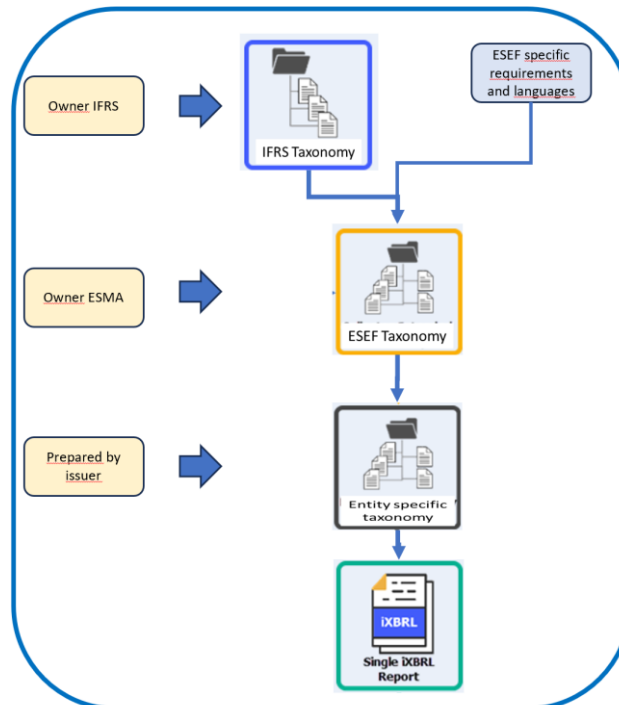 ESEF specific
requirements
and languages
Owner IFRS
IFRS Taxonomy
Owner ESMA
ESEF Taxonomy
Prepared by
issuer
Entity specific
taxonomy
iXBRL
Single iXBRL
Report